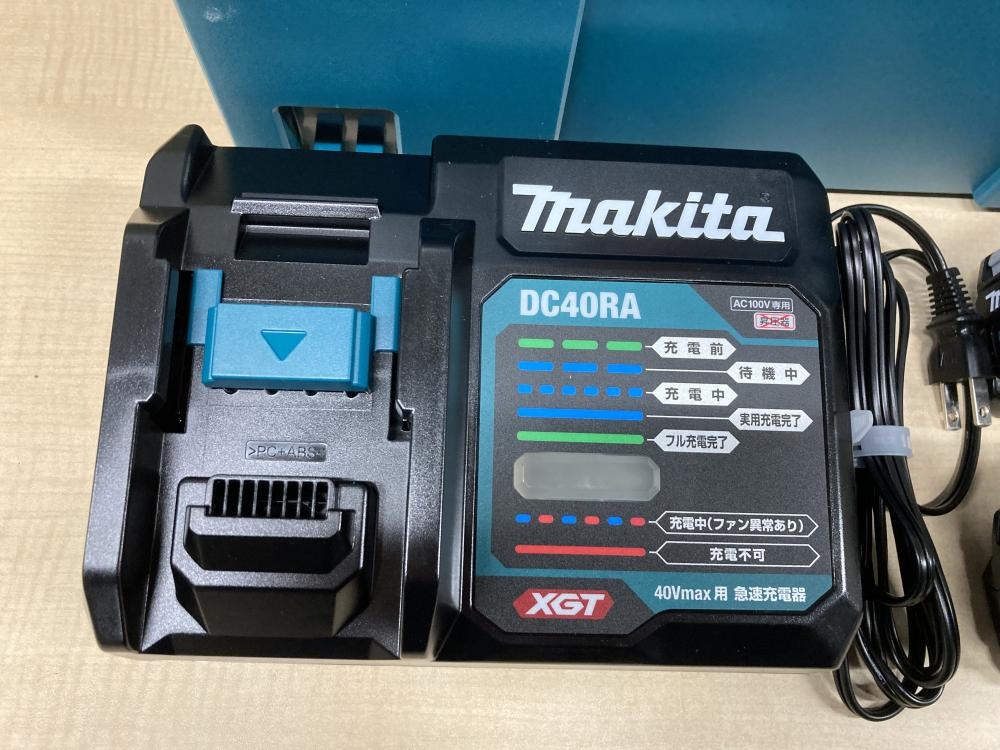 makita
DC40RA
AC100V専用
昇圧器
充電前
待機中
充電中
実用充電完了
フル充電完了
>PC+ABS<
充電中(ファン異常あり)
充電不可
XGT
40Vmax用 急速充電器